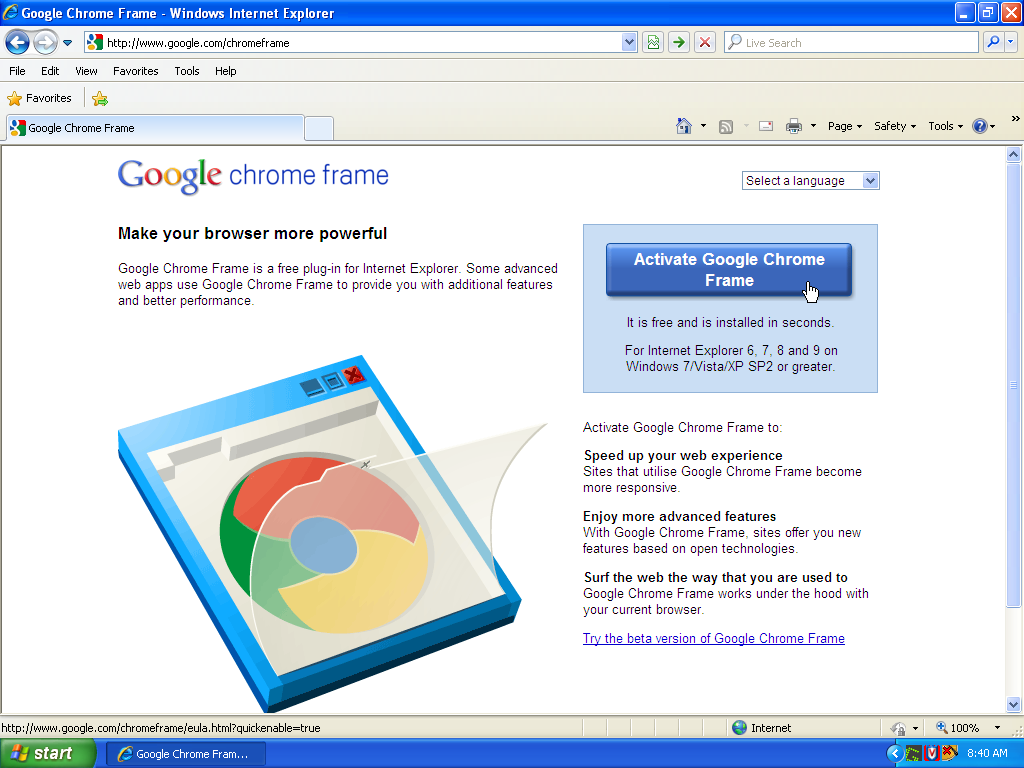 Google Chrome Frame - Windows Internet Explorer
http://www.google.com/chromeframe
Live Search
File Edit View Favorites Tools Help
Favorites
Google Chrome Frame
Page Safety Tools
»
Google chrome frame
Select a language
Make your browser more powerful
Google Chrome Frame is a free plug-in for Internet Explorer. Some advanced
web apps use Google Chrome Frame to provide you with additional features
and better performance.
Activate Google Chrome
Frame
It is free and is installed in seconds.
For Internet Explorer 6, 7, 8 and 9 on
Windows 7/Vista/XP SP2 or greater.
Activate Google Chrome Frame to:
Speed up your web experience
Sites that utilise Google Chrome Frame become
more responsive.
Enjoy more advanced features
With Google Chrome Frame, sites offer you new
features based on open technologies.
Surf the web the way that you are used to
Google Chrome Frame works under the hood with
your current browser.
Try the beta version of Google Chrome Frame
http://www.google.com/chromeframe/eula.html?quickenable=true
Internet
100%
start
Google Chrome Fram...
8:40 AM